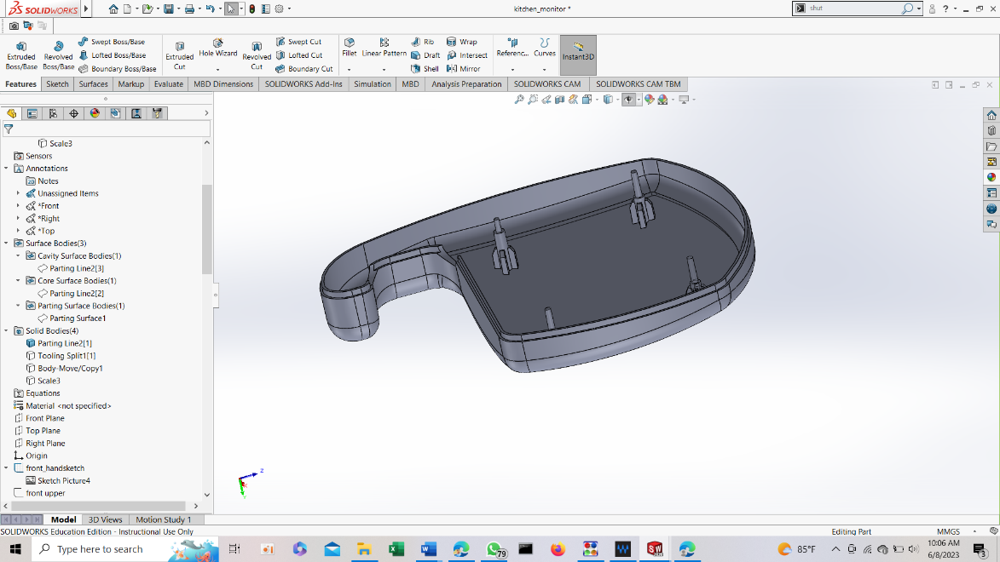 SOLIDWORKS
kitchen_monitor *
shut
Extruded Boss/Base
Revolved Boss/Base
Swept Boss/Base
Lofted Boss/Base
Boundary Boss/Base
Extruded Cut
Hole Wizard
Revolved Cut
Swept Cut
Lofted Cut
Boundary Cut
Fillet
Linear Pattern
Rib
Draft
Shell
Wrap
Intersect
Mirror
Referenc...
Curves
Instant3D
Features
Sketch
Surfaces
Markup
Evaluate
MBD Dimensions
SOLIDWORKS Add-Ins
Simulation
MBD
Analysis Preparation
SOLIDWORKS CAM
SOLIDWORKS CAM TBM
Scale3
Sensors
Annotations
Notes
Unassigned Items
*Front
*Right
*Top
Surface Bodies(3)
Cavity Surface Bodies(1)
Parting Line2[3]
Core Surface Bodies(1)
Parting Line2[2]
Parting Surface Bodies(1)
Parting Surface1
Solid Bodies(4)
Parting Line2[1]
Tooling Split1[1]
Body-Move/Copy1
Scale3
Equations
Material <not specified>
Front Plane
Top Plane
Right Plane
Origin
front_handsketch
Sketch Picture4
front upper
Z
Model
3D Views
Motion Study 1
SOLIDWORKS Education Edition - Instructional Use Only
Editing Part
MMGS
Type here to search
79
85°F
10:06 AM
6/8/2023
3